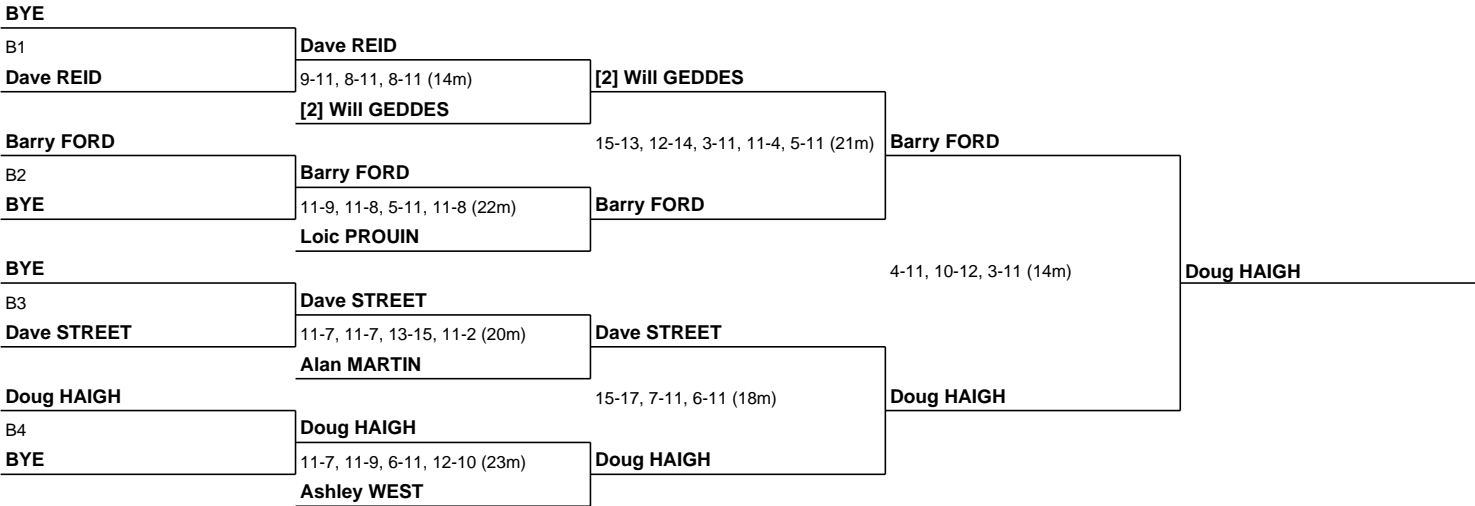 BYE
B1
Dave REID
Dave REID
9-11, 8-11, 8-11 (14m)
[2] Will GEDDES
[2] Will GEDDES
Barry FORD
B2
BYE
Barry FORD
11-9, 11-8, 5-11, 11-8 (22m)
Loic PROUIN
Barry FORD
15-13, 12-14, 3-11, 11-4, 5-11 (21m)
Barry FORD
BYE
B3
Dave STREET
Dave STREET
11-7, 11-7, 13-15, 11-2 (20m)
Alan MARTIN
Dave STREET
Doug HAIGH
B4
BYE
Doug HAIGH
11-7, 11-9, 6-11, 12-10 (23m)
Ashley WEST
Doug HAIGH
15-17, 7-11, 6-11 (18m)
Doug HAIGH
4-11, 10-12, 3-11 (14m)
Doug HAIGH